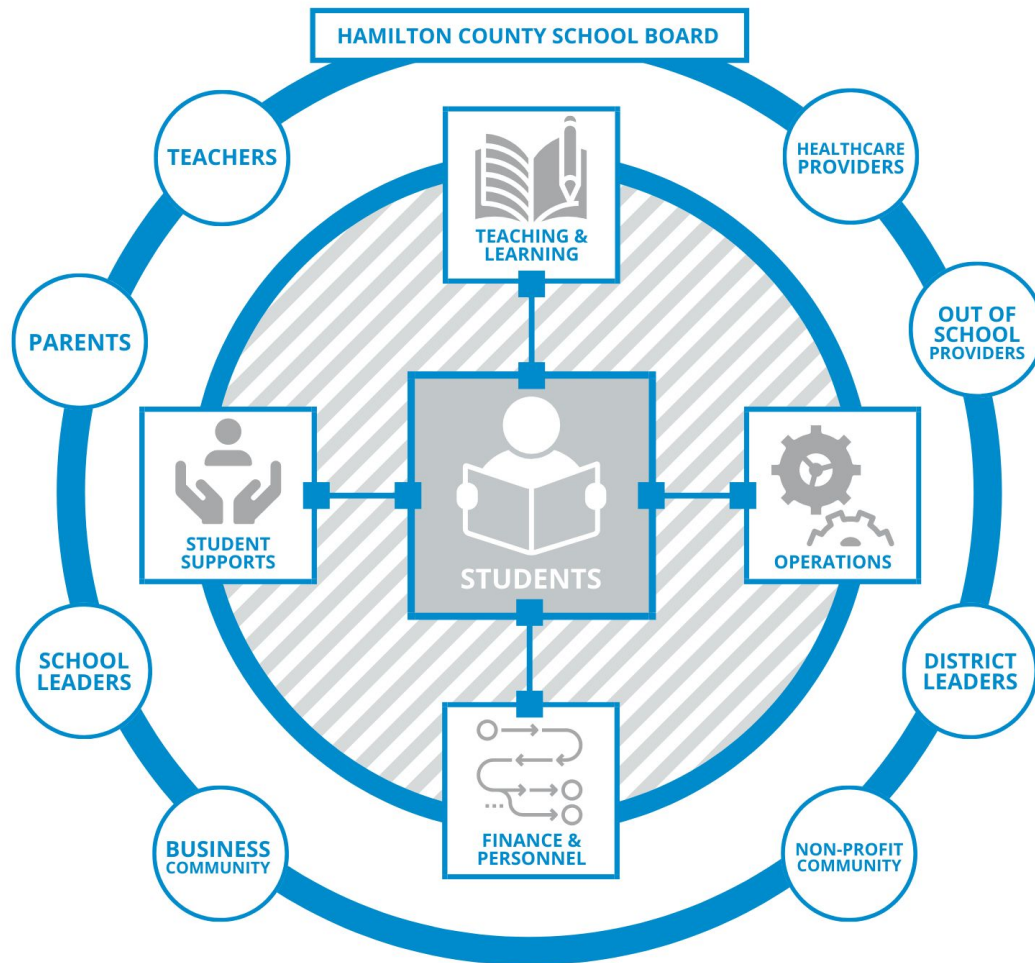 HAMILTON COUNTY SCHOOL BOARD
TEACHERS
HEALTHCARE
PROVIDERS
TEACHING &
LEARNING
PARENTS
OUT OF
SCHOOL
PROVIDERS
STUDENT
SUPPORTS
STUDENTS
OPERATIONS
SCHOOL
LEADERS
DISTRICT
LEADERS
FINANCE &
PERSONNEL
BUSINESS
COMMUNITY
NON-PROFIT
COMMUNITY